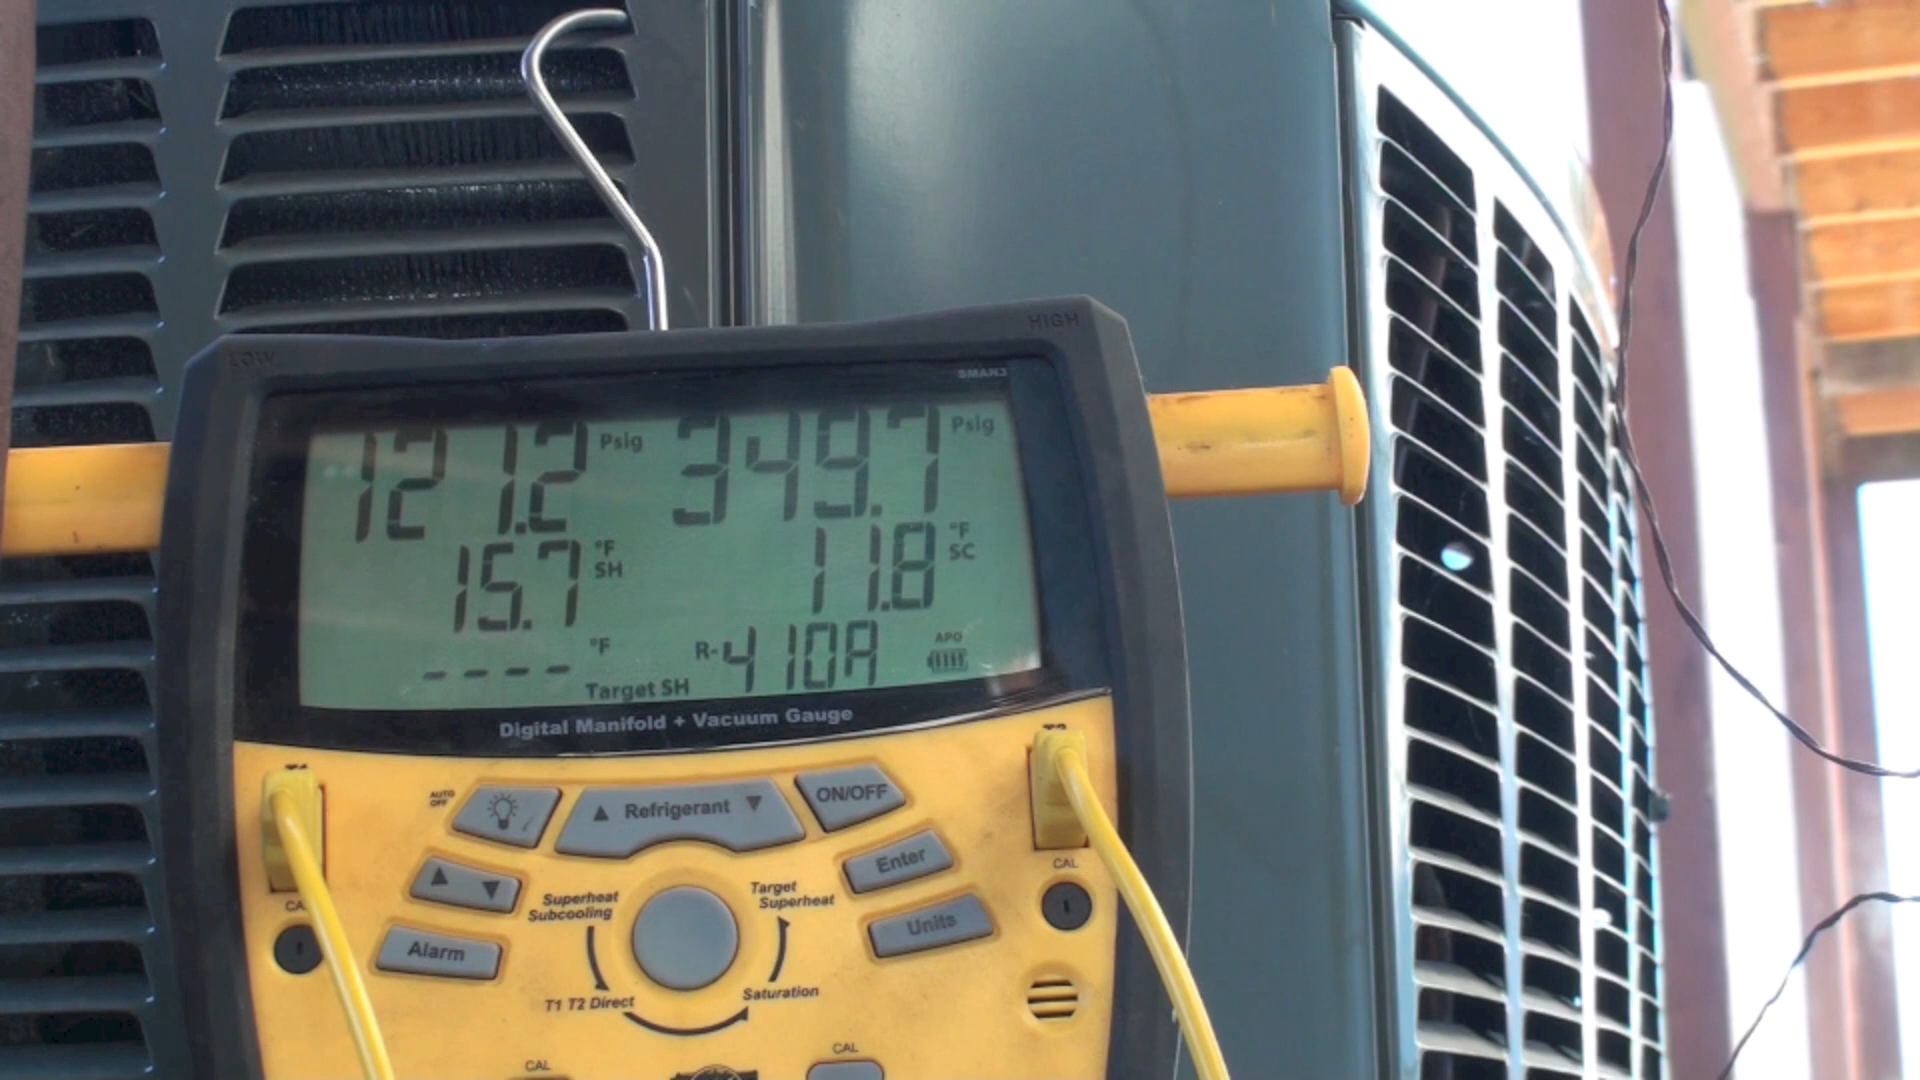 LOW
HIGH
SMAN3
121.2 Psig 349.7 Psig
15.7 °F SH 11.8 °F SC
---- °F Target SH R-410A APO
Digital Manifold + Vacuum Gauge
AUTO OFF
▲ Refrigerant ▼
ON/OFF
▲ ▼
Enter
Superheat
Subcooling
Target
Superheat
CAL
Alarm
Units
T1 T2 Direct
Saturation
CAL
CAL